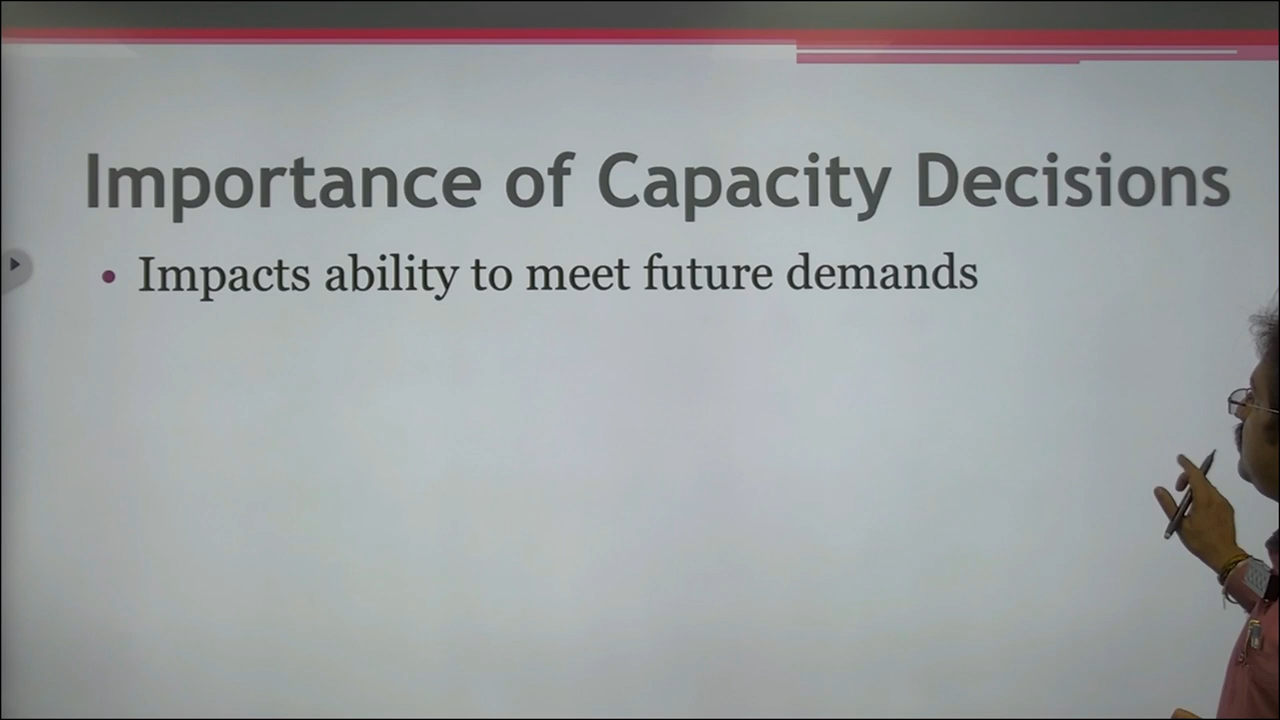 Importance of Capacity Decisions
• Impacts ability to meet future demands